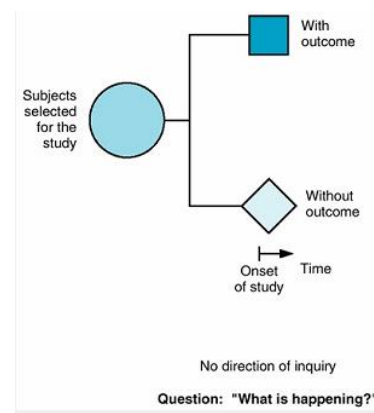 With
outcome
Subjects
selected
for the
study
Without
outcome
Onset
of study
Time
No direction of inquiry
Question: "What is happening?"